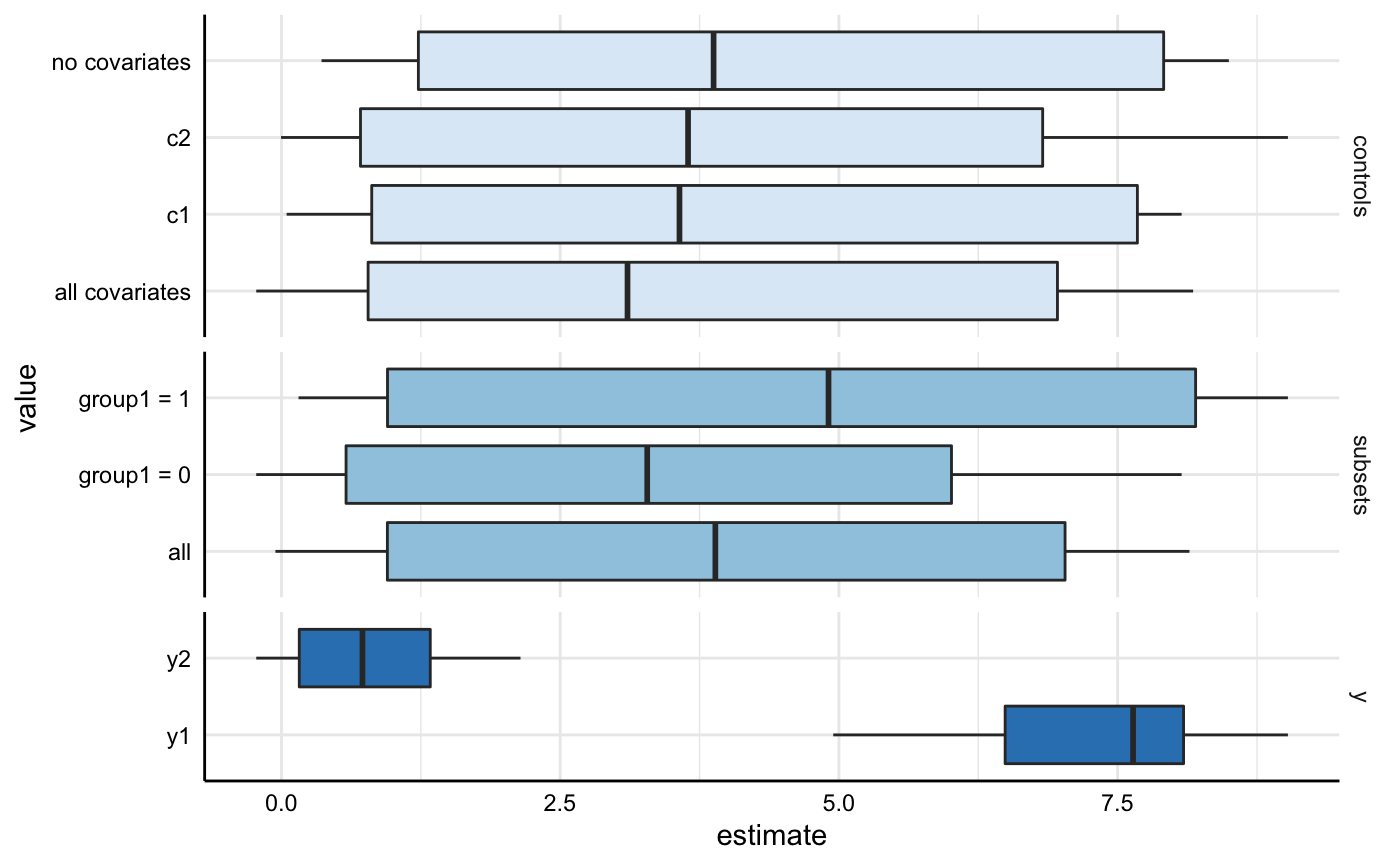 no covariates
c2
c1
all covariates
controls
group1 = 1
group1 = 0
all
subsets
y2
y1
y
value
0.0
2.5
5.0
7.5
estimate